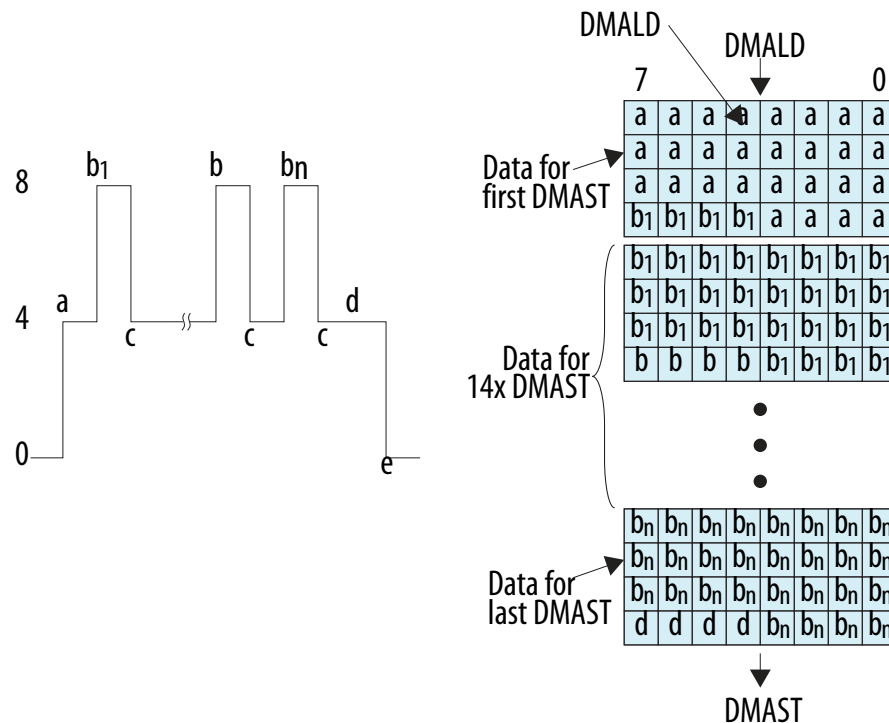 DMALD
DMALD
7 0
a a a a a a a a
a a a a a a a a
a a a a a a a a
b1 b1 b1 b1 a a a a
Data for
first DMAST
b1 b1 b1 b1 b1 b1 b1 b1
b1 b1 b1 b1 b1 b1 b1 b1
b1 b1 b1 b1 b1 b1 b1 b1
b b b b b1 b1 b1 b1
Data for
14x DMAST
bn bn bn bn bn bn bn bn
bn bn bn bn bn bn bn bn
bn bn bn bn bn bn bn bn
d d d d bn bn bn bn
Data for
last DMAST
DMAST
8
4
0
a
b1
c
b
c
bn
c
d
e